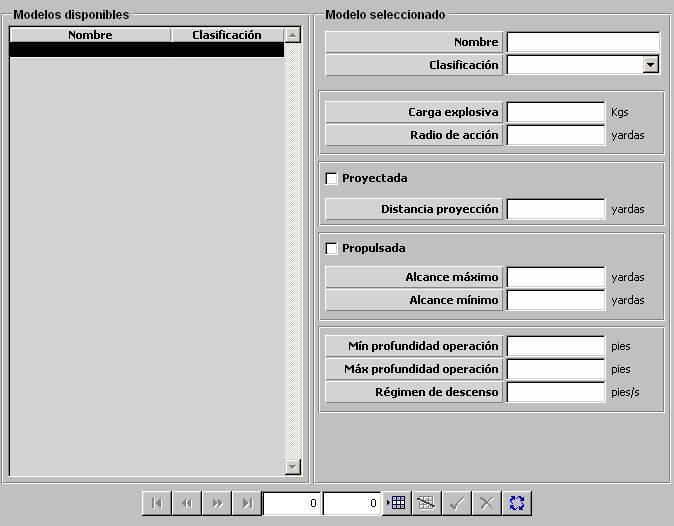 Modelos disponibles
Nombre Clasificación
Modelo seleccionado
Nombre
Clasificación
Carga explosiva Kgs
Radio de acción yardas
Proyectada
Distancia proyección yardas
Propulsada
Alcance máximo yardas
Alcance mínimo yardas
Mín profundidad operación pies
Máx profundidad operación pies
Régimen de descenso pies/s
0 0